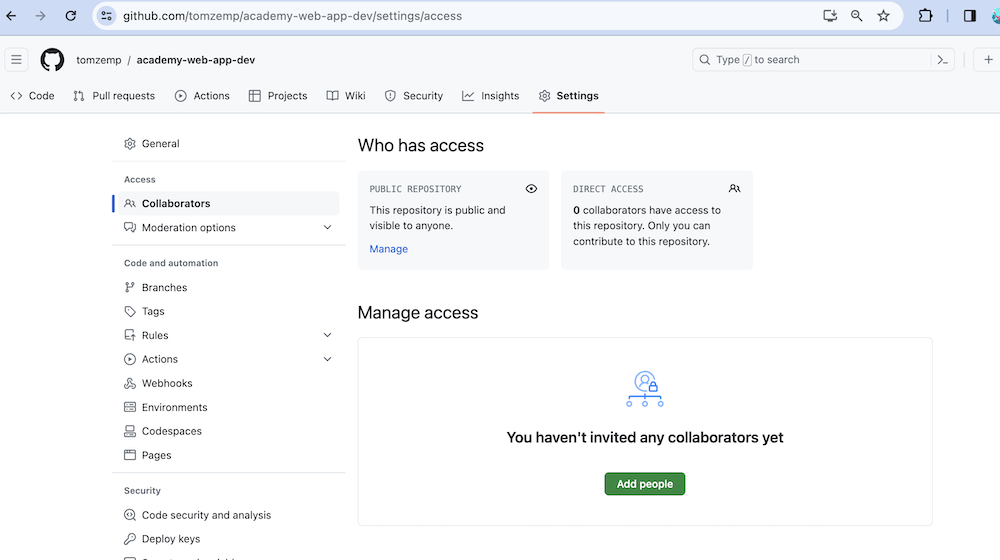 github.com/tomzemp/academy-web-app-dev/settings/access
tomzemp / academy-web-app-dev
Type / to search
Code Pull requests Actions Projects Wiki Security Insights Settings
General
Access
Collaborators
Moderation options
Code and automation
Branches
Tags
Rules
Actions
Webhooks
Environments
Codespaces
Pages
Security
Code security and analysis
Deploy keys
Who has access
PUBLIC REPOSITORY
This repository is public and
visible to anyone.
Manage
DIRECT ACCESS
0 collaborators have access to
this repository. Only you can
contribute to this repository.
Manage access
You haven't invited any collaborators yet
Add people